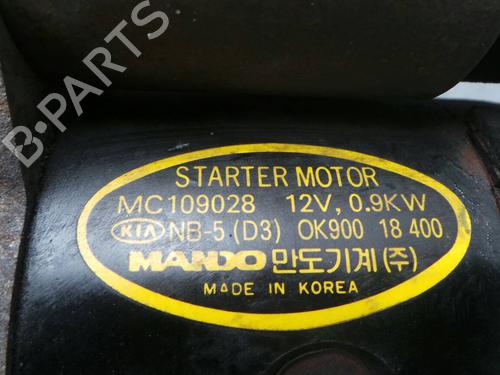 B-PARTS
STARTER MOTOR
MC109028 12V, 0.9KW
KIA NB-5 (D3) OK900 18 400
MANDO 만도기계(주)
MADE IN KOREA